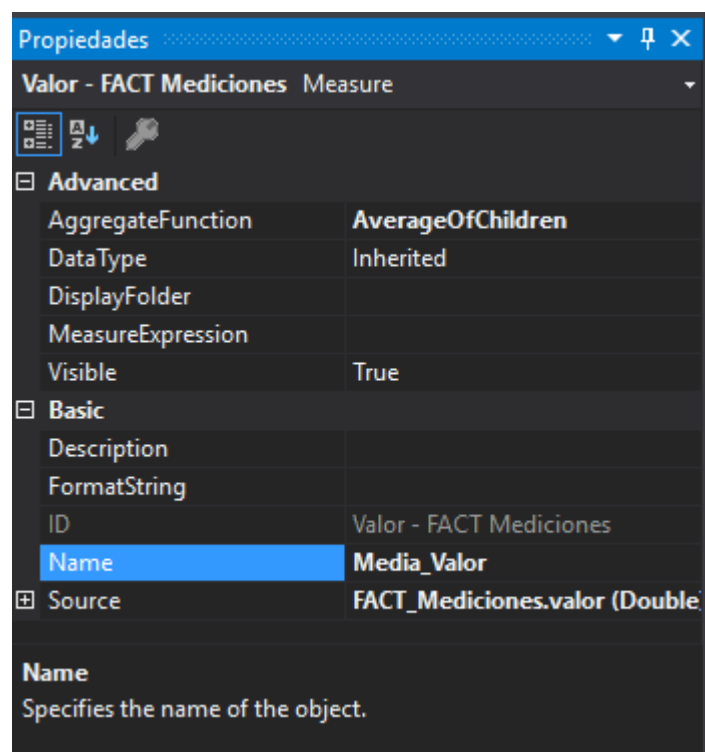 Propiedades
Valor - FACT Mediciones Measure
Advanced
AggregateFunction AverageOfChildren
DataType Inherited
DisplayFolder
MeasureExpression
Visible True
Basic
Description
FormatString
ID Valor - FACT Mediciones
Name Media_Valor
Source FACT_Mediciones.valor (Double)
Name
Specifies the name of the object.